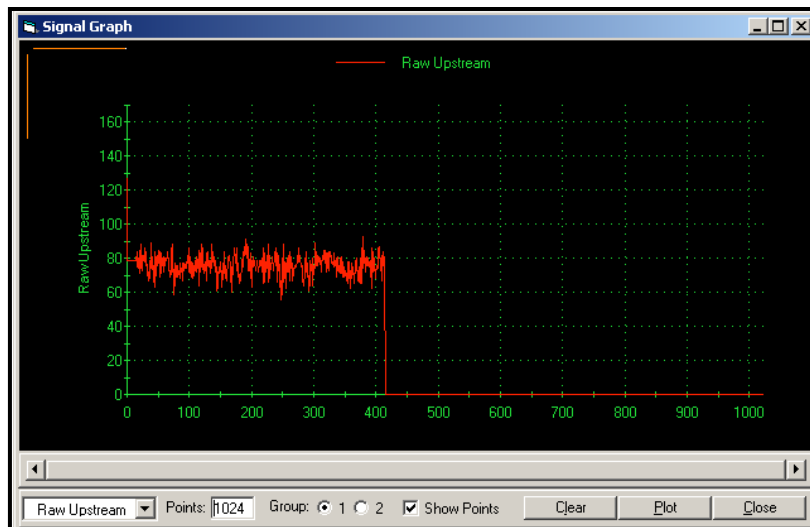 Signal Graph
Raw Upstream
160
140
120
100
80
60
40
20
0
Raw Upstream
0 100 200 300 400 500 600 700 800 900 1000
Raw Upstream Points: 1024 Group: 1 2 Show Points Clear Plot Close